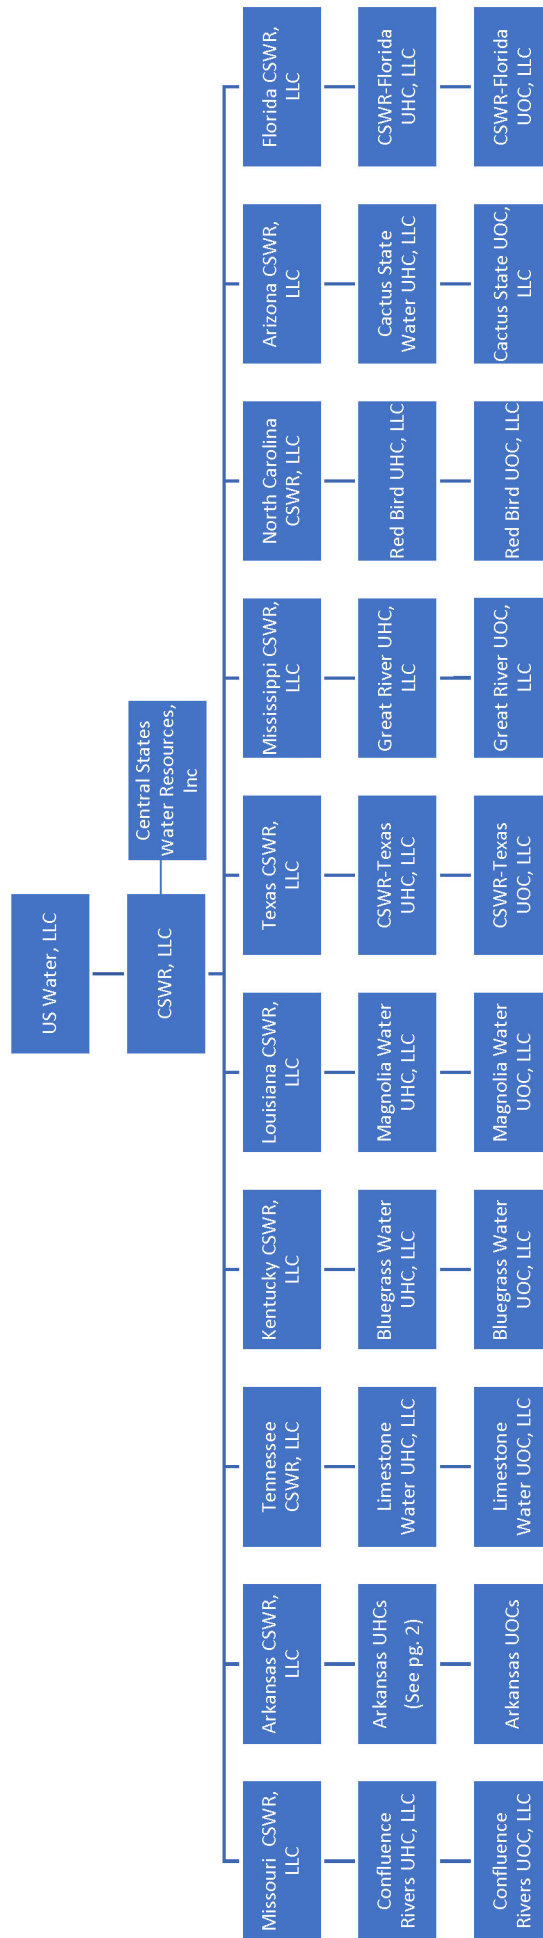 US Water, LLC
CSWR, LLC
Central States
Water Resources,
Inc
Missouri CSWR,
LLC
Arkansas CSWR,
LLC
Tennessee
CSWR, LLC
Kentucky CSWR,
LLC
Louisiana CSWR,
LLC
Texas CSWR,
LLC
Mississippi CSWR,
LLC
North Carolina
CSWR, LLC
Arizona CSWR,
LLC
Florida CSWR,
LLC
Confluence
Rivers UHC, LLC
Arkansas UHCs
(See pg. 2)
Limestone
Water UHC, LLC
Bluegrass Water
UHC, LLC
Magnolia Water
UHC, LLC
CSWR-Texas
UHC, LLC
Great River UHC,
LLC
Red Bird UHC, LLC
Cactus State
Water UHC, LLC
CSWR-Florida
UHC, LLC
Confluence
Rivers UOC, LLC
Arkansas UOCs
Limestone
Water UOC, LLC
Bluegrass Water
UOC, LLC
Magnolia Water
UOC, LLC
CSWR-Texas
UOC, LLC
Great River UOC,
LLC
Red Bird UOC, LLC
Cactus State UOC,
LLC
CSWR-Florida
UOC, LLC